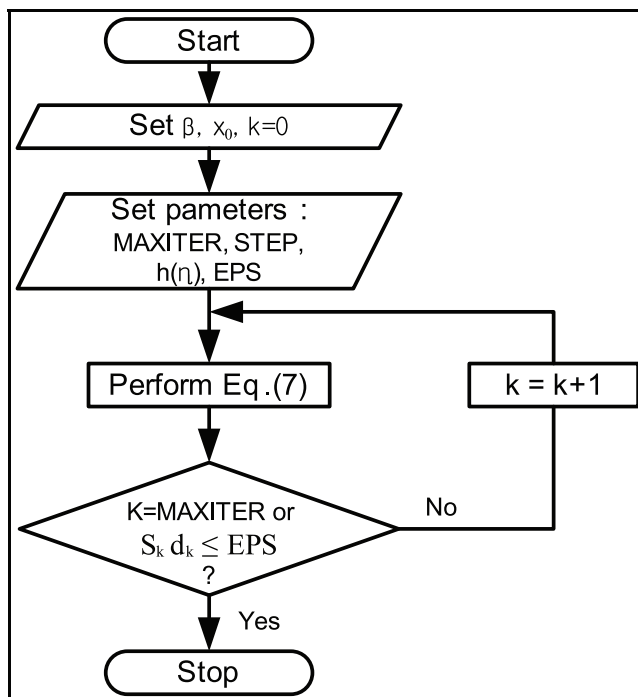 Start
Set β, x₀, k=0
Set pameters :
MAXITER, STEP,
h(η), EPS
Perform Eq.(7)
k = k+1
K=MAXITER or
Sₖ dₖ ≤ EPS
?
No
Yes
Stop